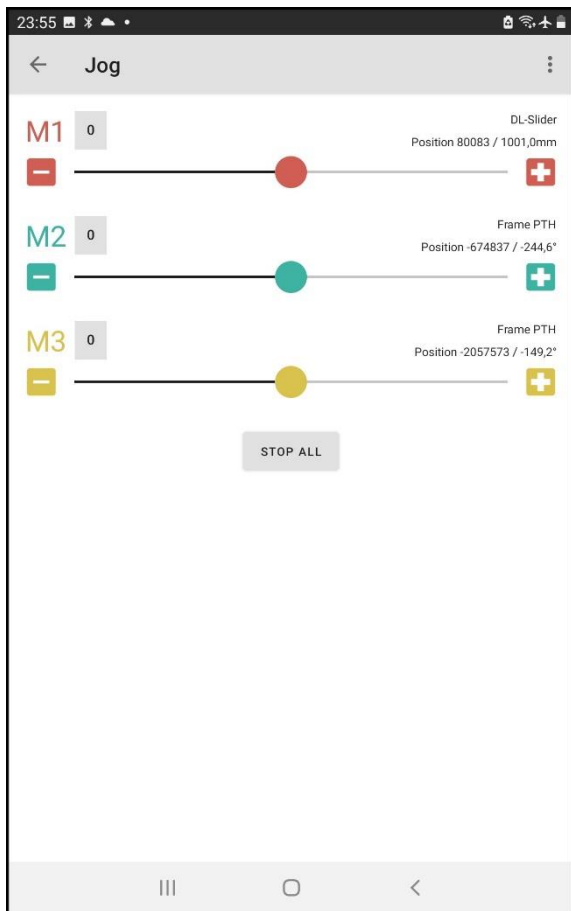 23:55
Jog
M1 0 DL-Slider
Position 80083 / 1001,0mm
M2 0 Frame PTH
Position -674837 / -244,6°
M3 0 Frame PTH
Position -2057573 / -149,2°
STOP ALL